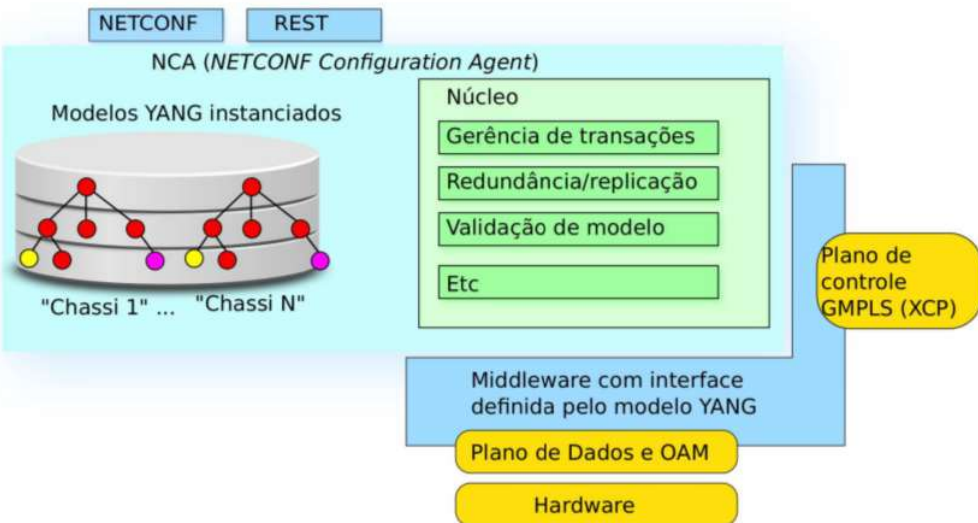 NETCONF
REST
NCA (NETCONF Configuration Agent)
Modelos YANG instanciados
"Chassi 1" ... "Chassi N"
Núcleo
Gerência de transações
Redundância/replicação
Validação de modelo
Etc
Plano de
controle
GMPLS (XCP)
Middleware com interface
definida pelo modelo YANG
Plano de Dados e OAM
Hardware